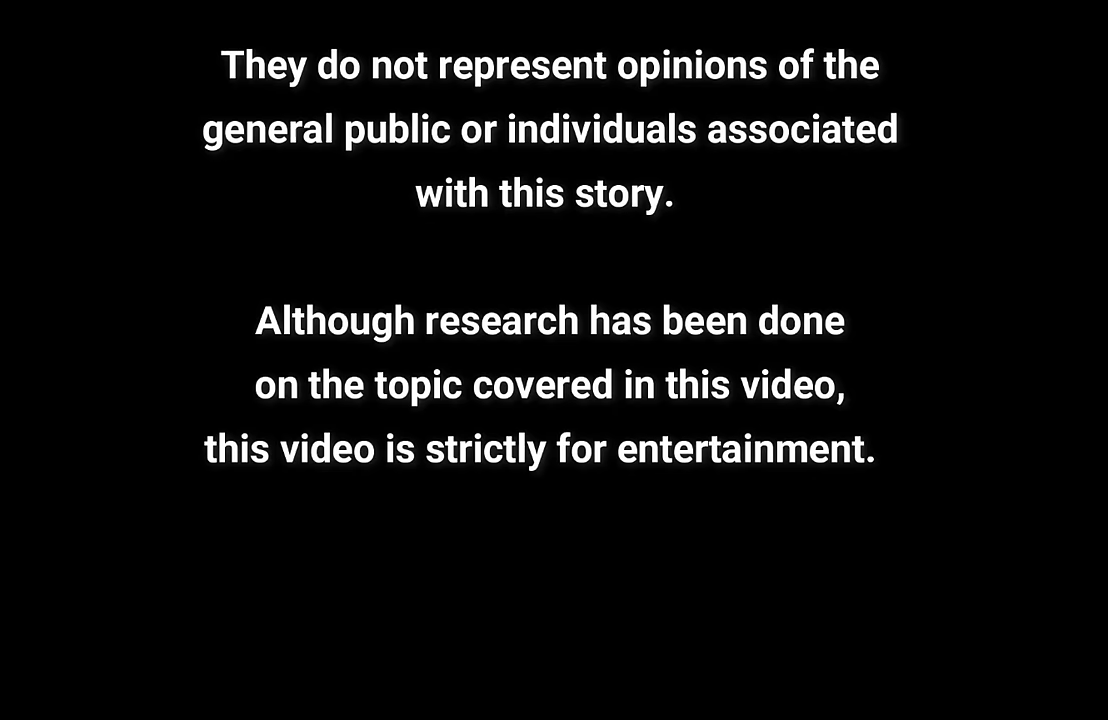 They do not represent opinions of the
general public or individuals associated
with this story.
Although research has been done
on the topic covered in this video,
this video is strictly for entertainment.